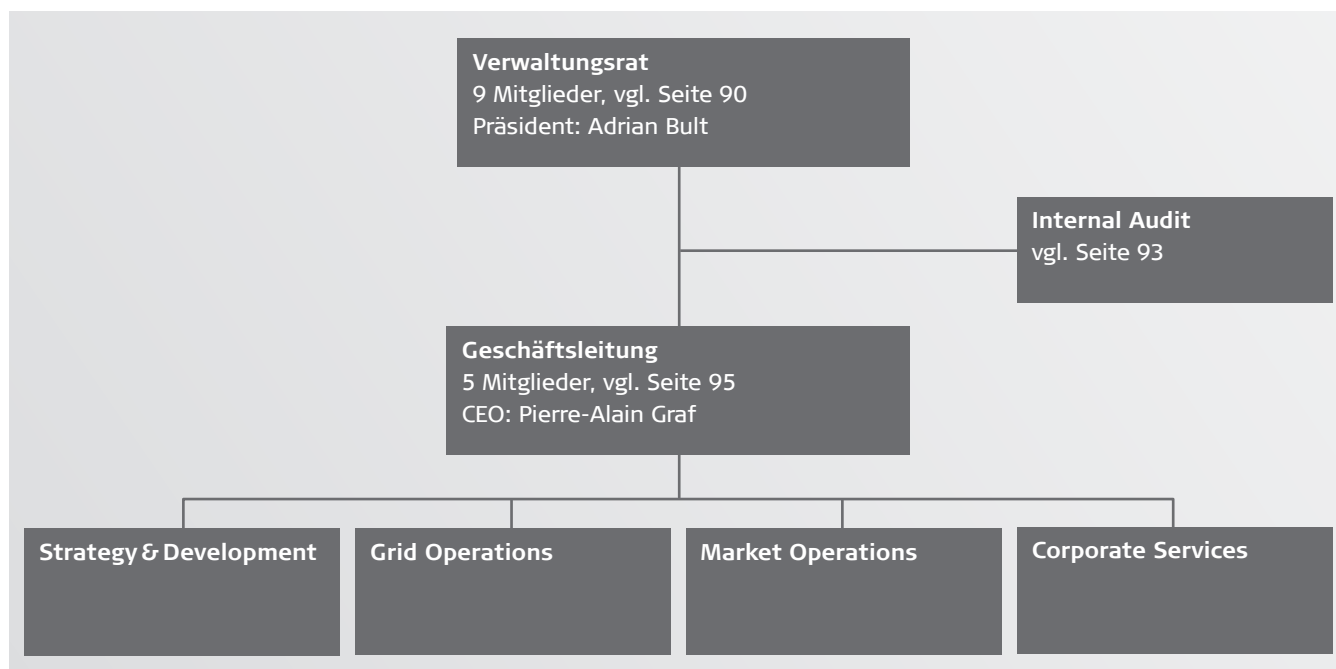 Verwaltungsrat
9 Mitglieder, vgl. Seite 90
Präsident: Adrian Bult
Internal Audit
vgl. Seite 93
Geschäftsleitung
5 Mitglieder, vgl. Seite 95
CEO: Pierre-Alain Graf
Strategy & Development
Grid Operations
Market Operations
Corporate Services